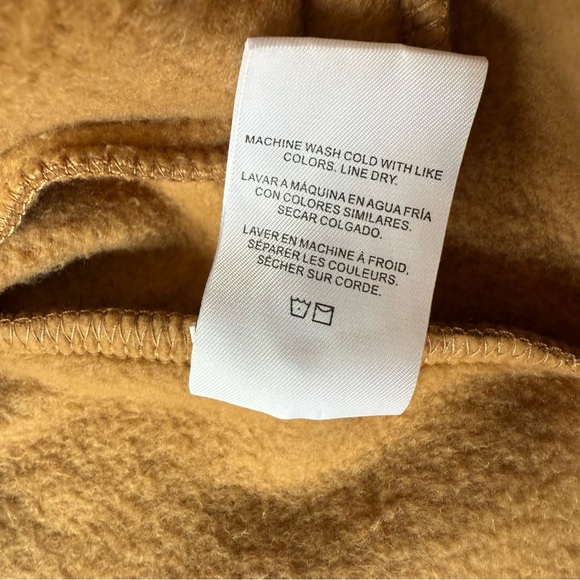 MACHINE WASH COLD WITH LIKE
COLORS. LINE DRY.
LAVAR A MÁQUINA EN AGUA FRÍA
CON COLORES SIMILARES.
SECAR COLGADO.
LAVER EN MACHINE À FROID,
SÉPARER LES COULEURS.
SÉCHER SUR CORDE.